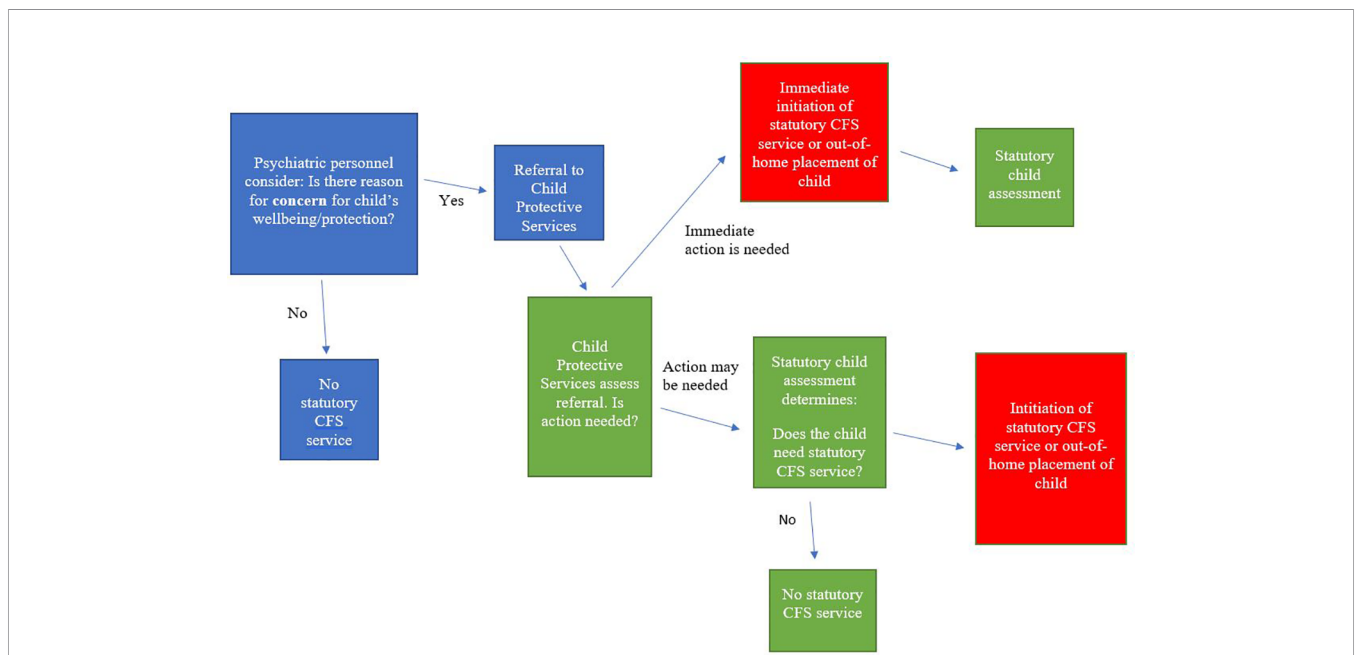 Psychiatric personnel
consider: Is there reason
for concern for child's
wellbeing/protection?
Yes
No
No
statutory
CFS
service
Referral to
Child
Protective
Services
Child
Protective
Services assess
referral. Is
action needed?
Immediate
action is needed
Immediate
initiation of
statutory CFS
service or out-of-
home placement of
child
Statutory
child
assessment
Action may
be needed
Statutory child
assessment
determines:
Does the child
need statutory
CFS service?
No
No statutory
CFS service
Intitiation of
statutory CFS
service or out-of-
home placement of
child